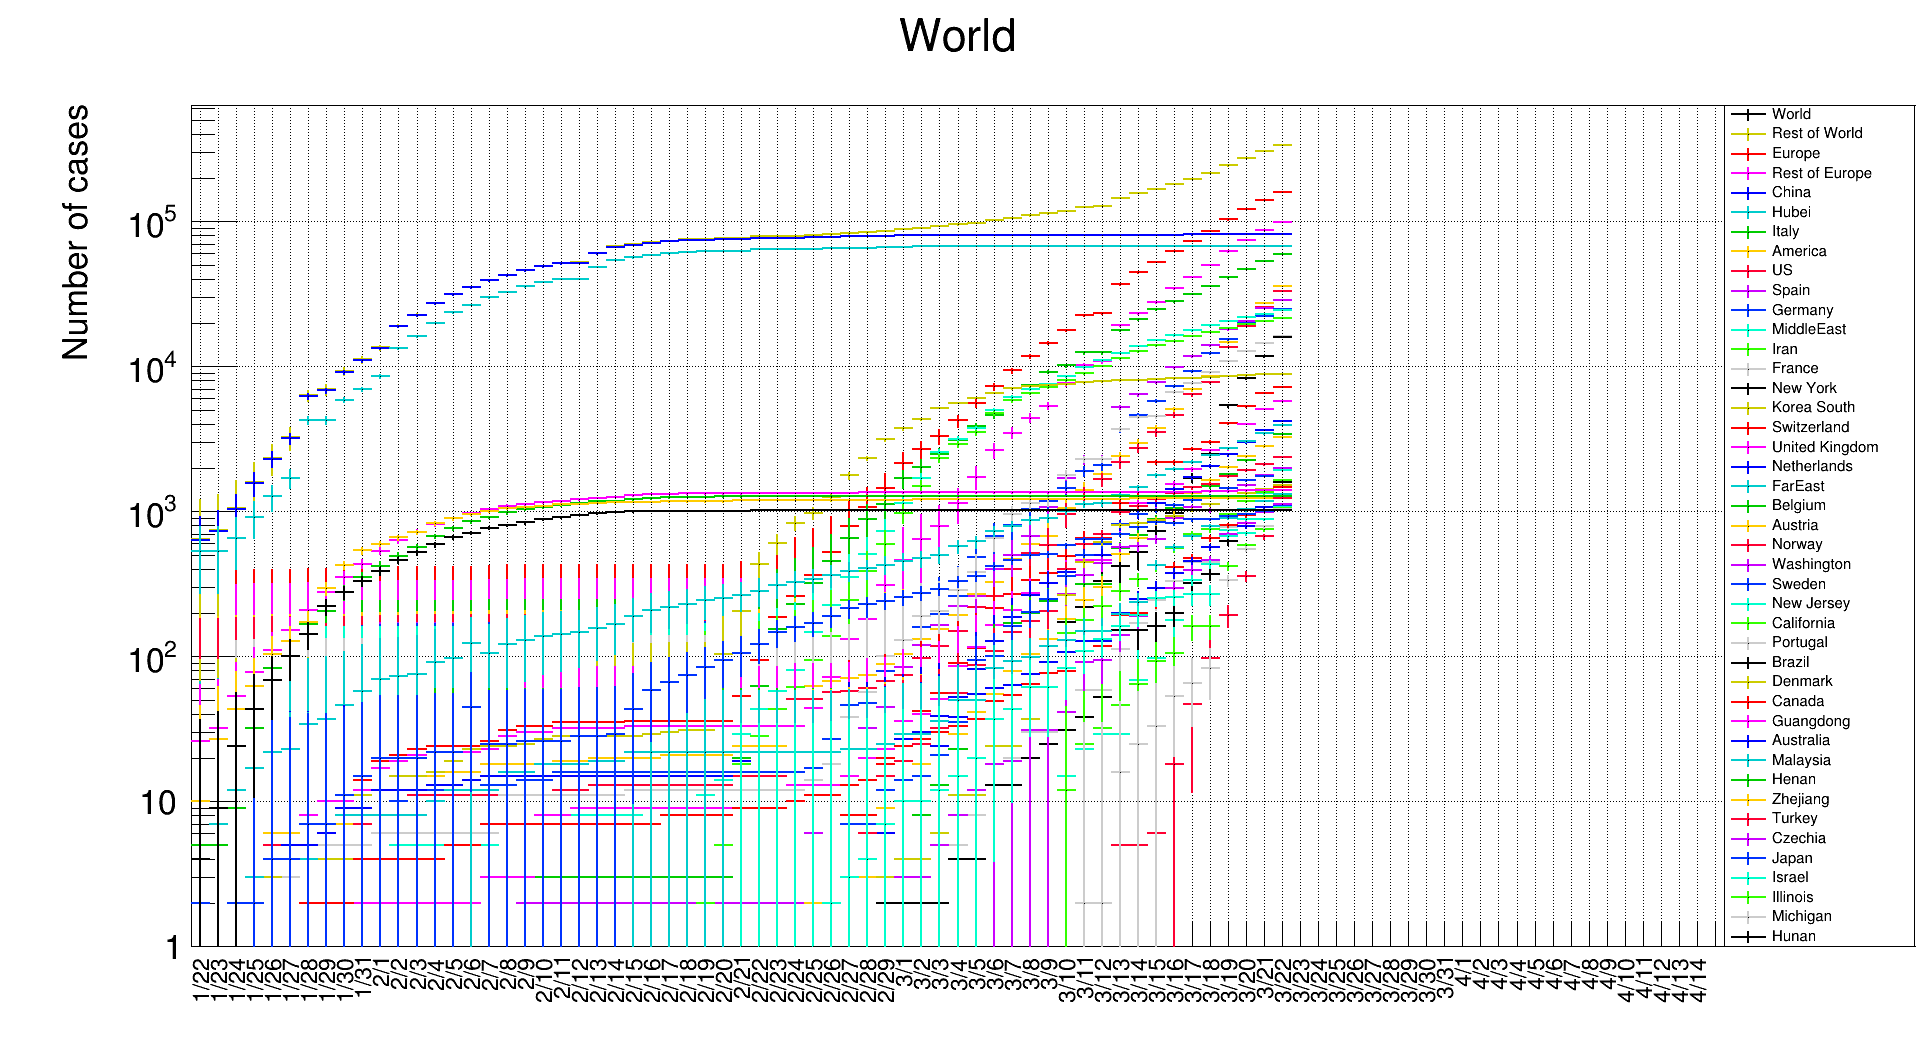 World
Number of cases
10^5
10^4
10^3
10^2
10
1
1/22
1/23
1/24
1/25
1/26
1/27
1/28
1/29
1/30
1/31
2/1
2/2
2/3
2/4
2/5
2/6
2/7
2/8
2/9
2/10
2/11
2/12
2/13
2/14
2/15
2/16
2/17
2/18
2/19
2/20
2/21
2/22
2/23
2/24
2/25
2/26
2/27
2/28
2/29
3/1
3/2
3/3
3/4
3/5
3/6
3/7
3/8
3/9
3/10
3/11
3/12
3/13
3/14
3/15
3/16
3/17
3/18
3/19
3/20
3/21
3/22
3/23
3/24
3/25
3/26
3/27
3/28
3/29
3/30
3/31
4/1
4/2
4/3
4/4
4/5
4/6
4/7
4/8
4/9
4/10
4/11
4/12
4/13
4/14
World
Rest of World
Europe
Rest of Europe
China
Hubei
Italy
America
US
Spain
Germany
MiddleEast
Iran
France
New York
Korea South
Switzerland
United Kingdom
Netherlands
FarEast
Belgium
Austria
Norway
Washington
Sweden
New Jersey
California
Portugal
Brazil
Denmark
Canada
Guangdong
Australia
Malaysia
Henan
Zhejiang
Turkey
Czechia
Japan
Israel
Illinois
Michigan
Hunan